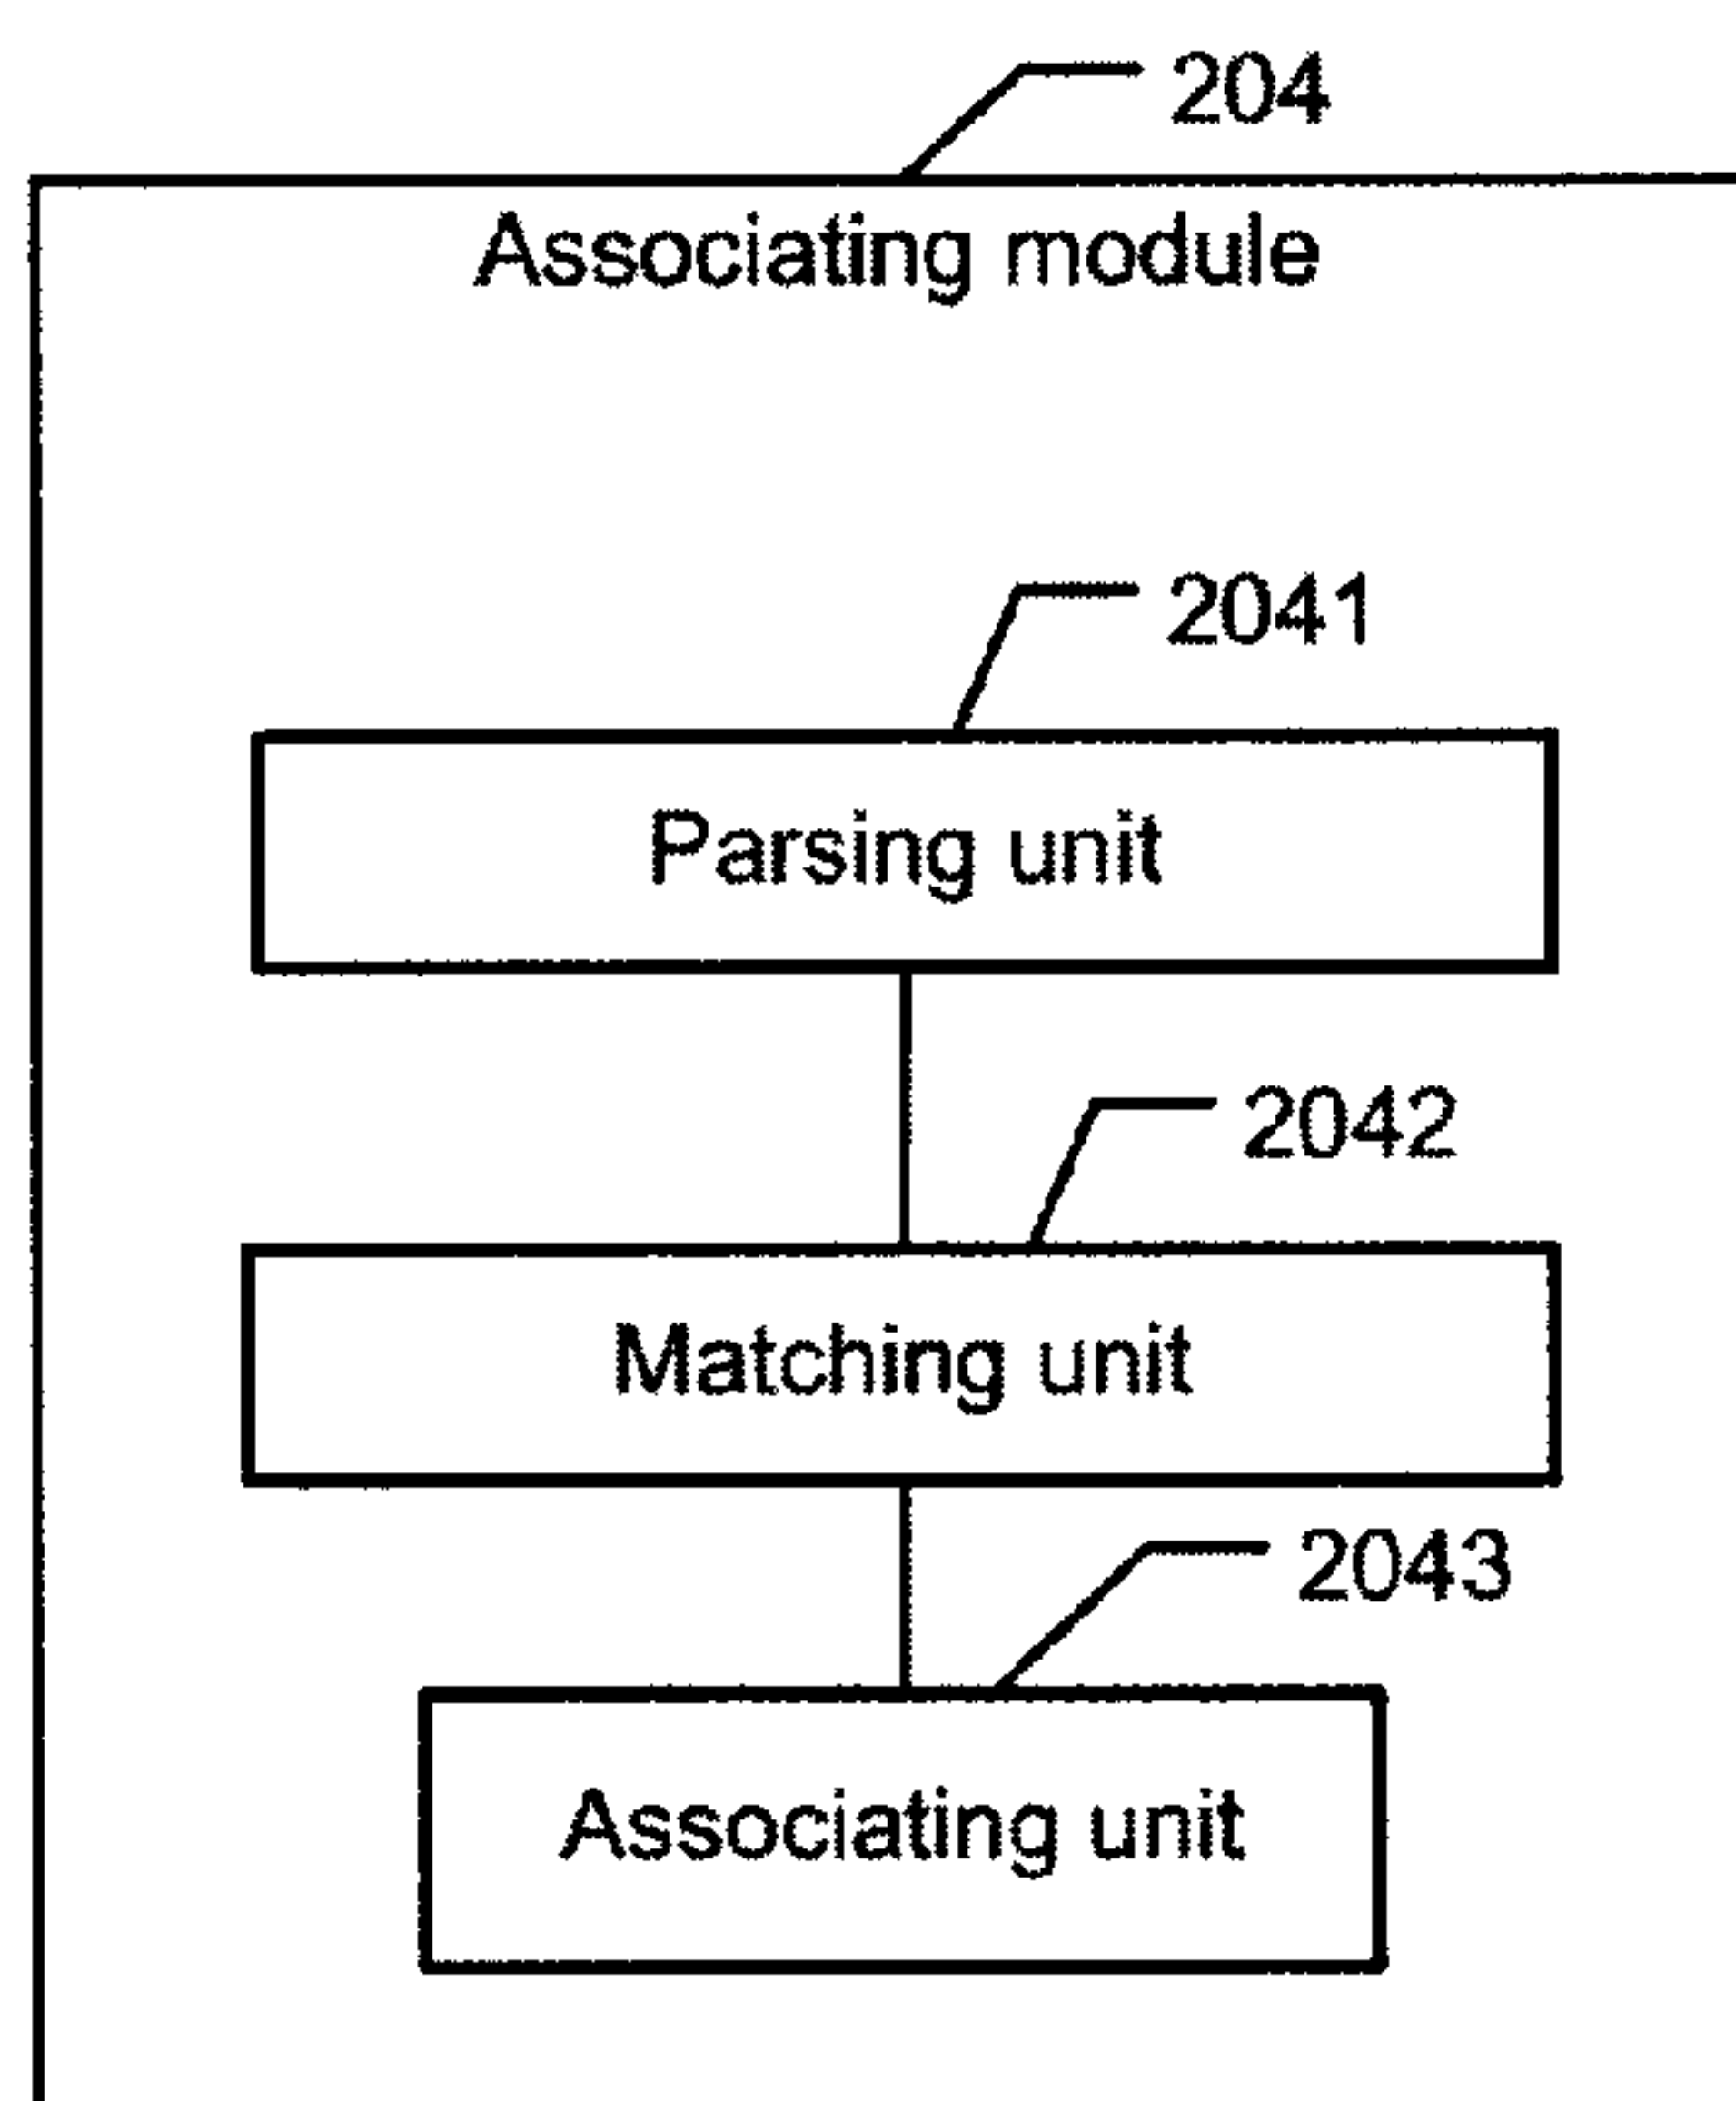 204
Associating module
2041
Parsing unit
2042
Matching unit
2043
Associating unit